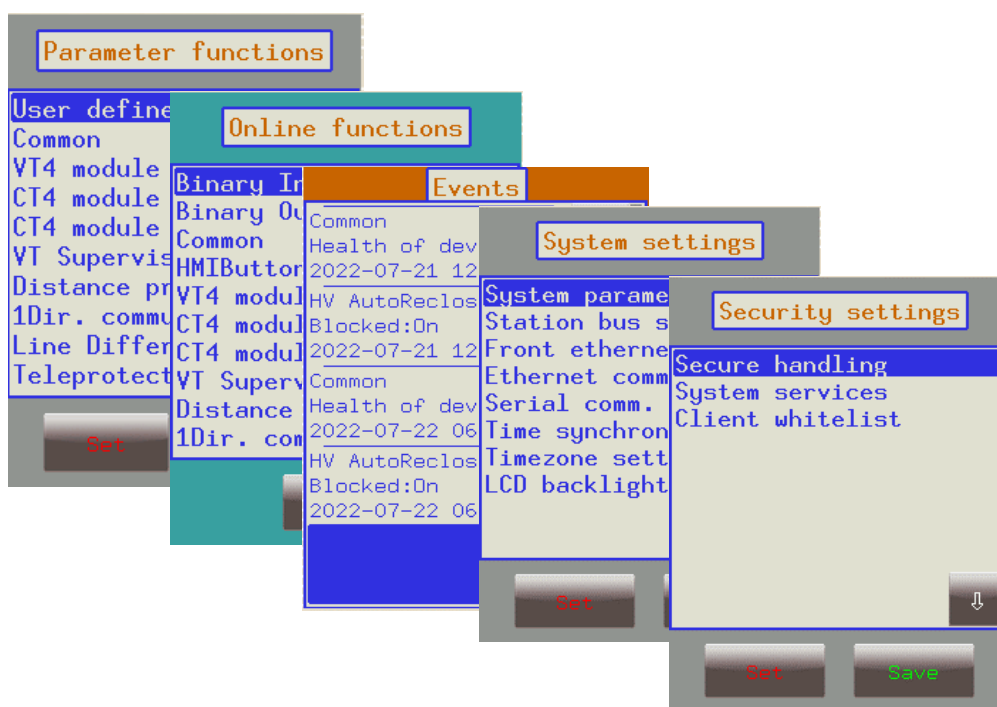 Parameter functions
User define
Common
VT4 module
CT4 module
CT4 module
VT Supervis
Distance pr
1Dir. commu
Line Differ
Teleprotect
Set
Online functions
Binary In
Binary Ou
Common
HMIButton
VT4 modul
CT4 modul
CT4 modul
VT Superv
Distance
1Dir. com
Events
Common
Health of dev
2022-07-21 12
HV AutoReclos
Blocked:On
2022-07-21 12
Common
Health of dev
2022-07-22 06
HV AutoReclos
Blocked:On
2022-07-22 06
System settings
System parame
Station bus s
Front etherne
Ethernet comm
Serial comm.
Time synchron
Timezone sett
LCD backlight
Set
Security settings
Secure handling
System services
Client whitelist
⇩
Set
Save